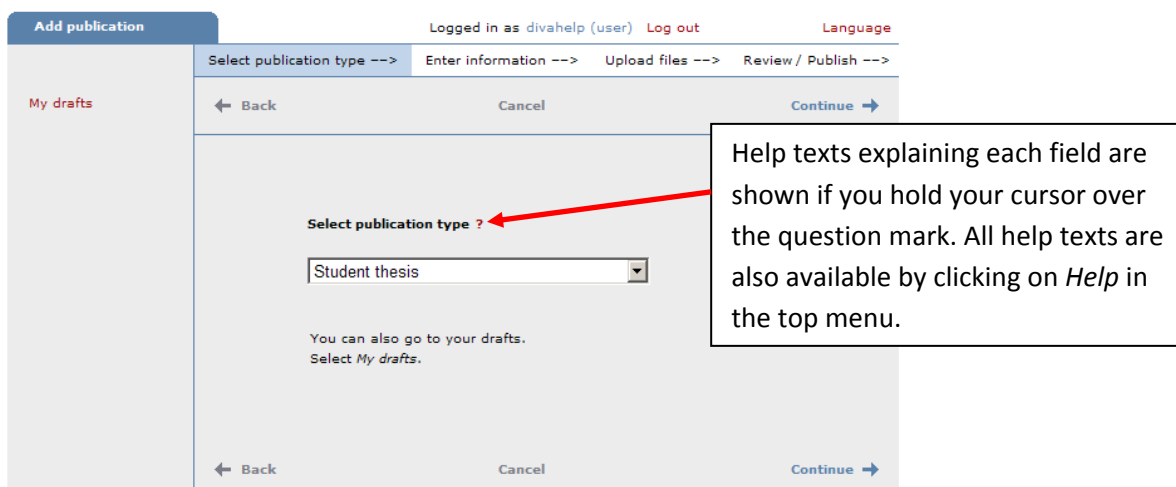 Add publication
Logged in as divahelp (user) Log out Language
Select publication type --> Enter information --> Upload files --> Review / Publish -->
My drafts
Back Cancel Continue
Help texts explaining each field are
shown if you hold your cursor over
the question mark. All help texts are
also available by clicking on Help in
the top menu.
Select publication type ?
Student thesis
You can also go to your drafts.
Select My drafts.
Back Cancel Continue